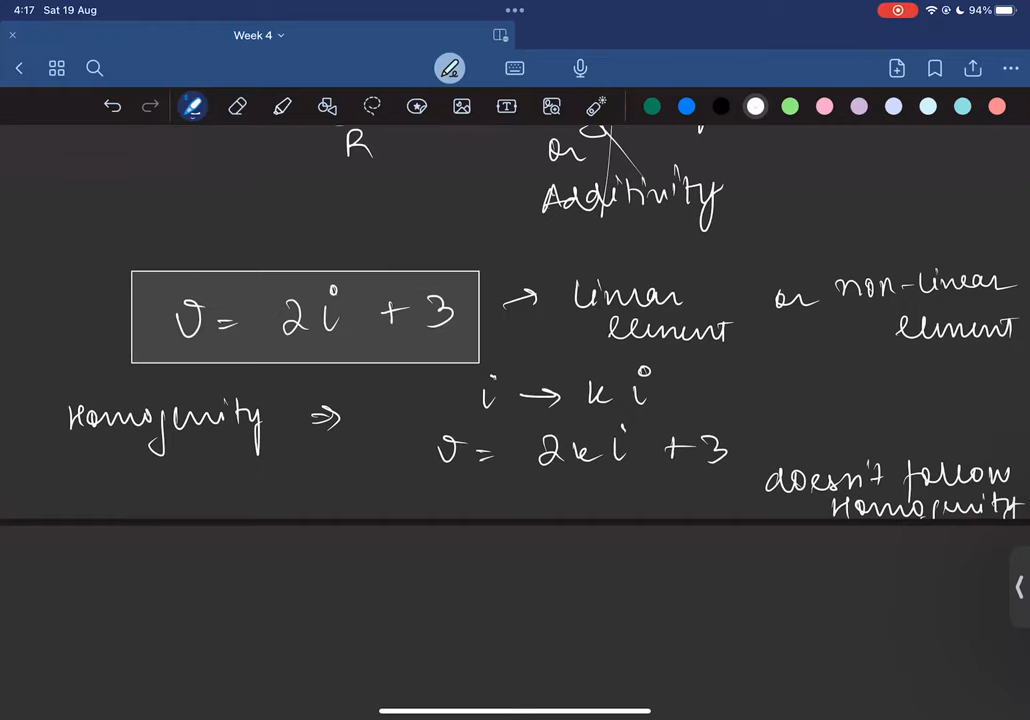 4:17 Sat 19 Aug
94%
Week 4
R
or
Additivity
v = 2i + 3 → linear element or non-linear element
Homogenity ⇒ i → ki
v = 2ki + 3
doesn't follow
Homogenity